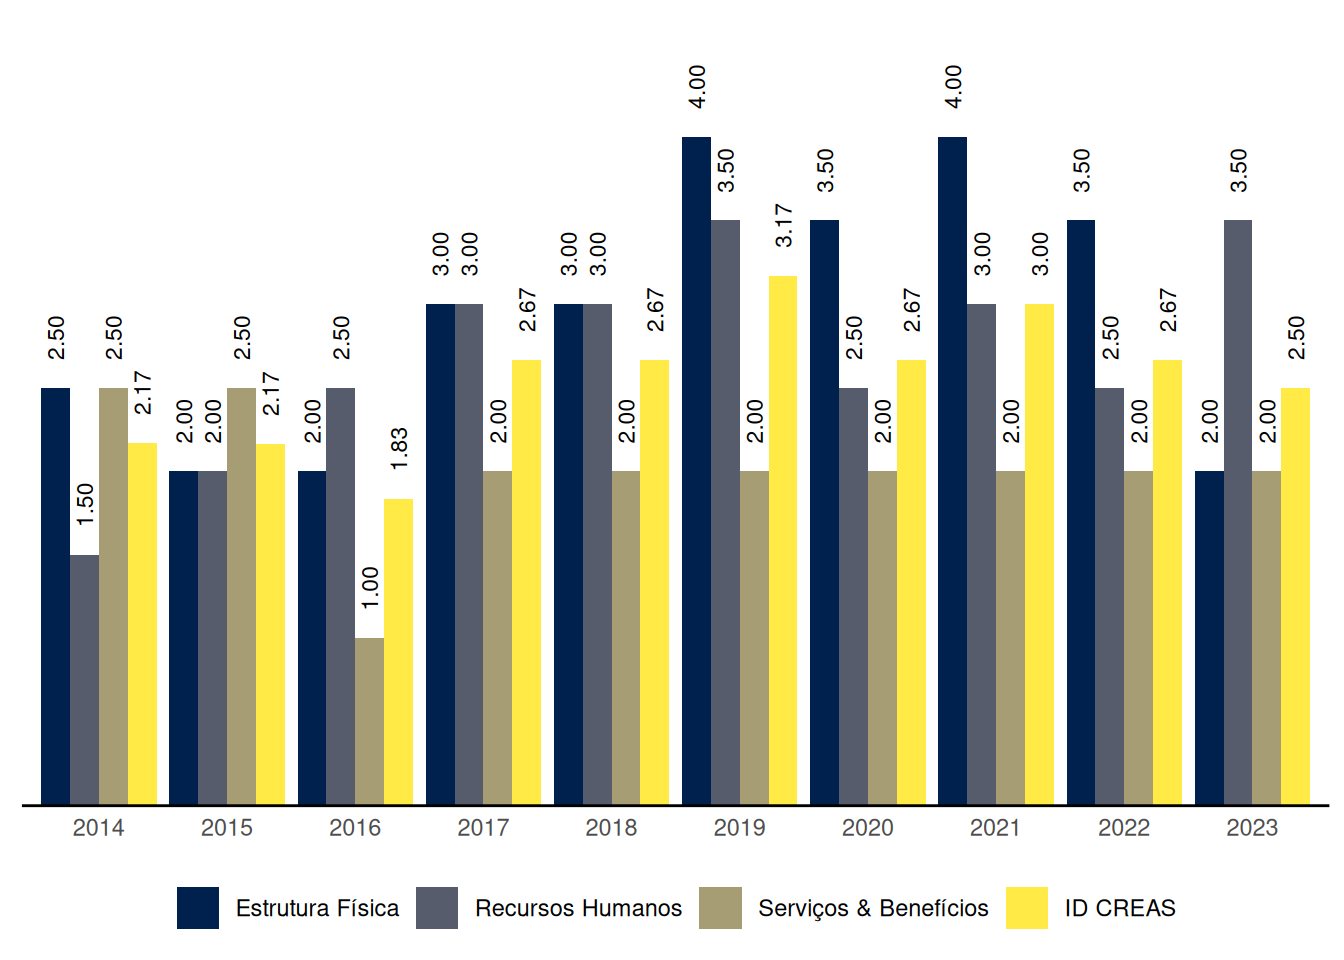 4.00 4.00
3.50 3.50 3.50 3.50
3.17
3.00 3.00 3.00 3.00 3.00 3.00
2.67 2.67 2.67 2.67
2.50 2.50 2.50 2.50 2.50 2.50 2.50
2.17 2.17
2.00 2.00 2.00 2.00 2.00 2.00 2.00 2.00 2.00 2.00 2.00
1.83
1.50
1.00
2014 2015 2016 2017 2018 2019 2020 2021 2022 2023
Estrutura Física Recursos Humanos Serviços & Benefícios ID CREAS